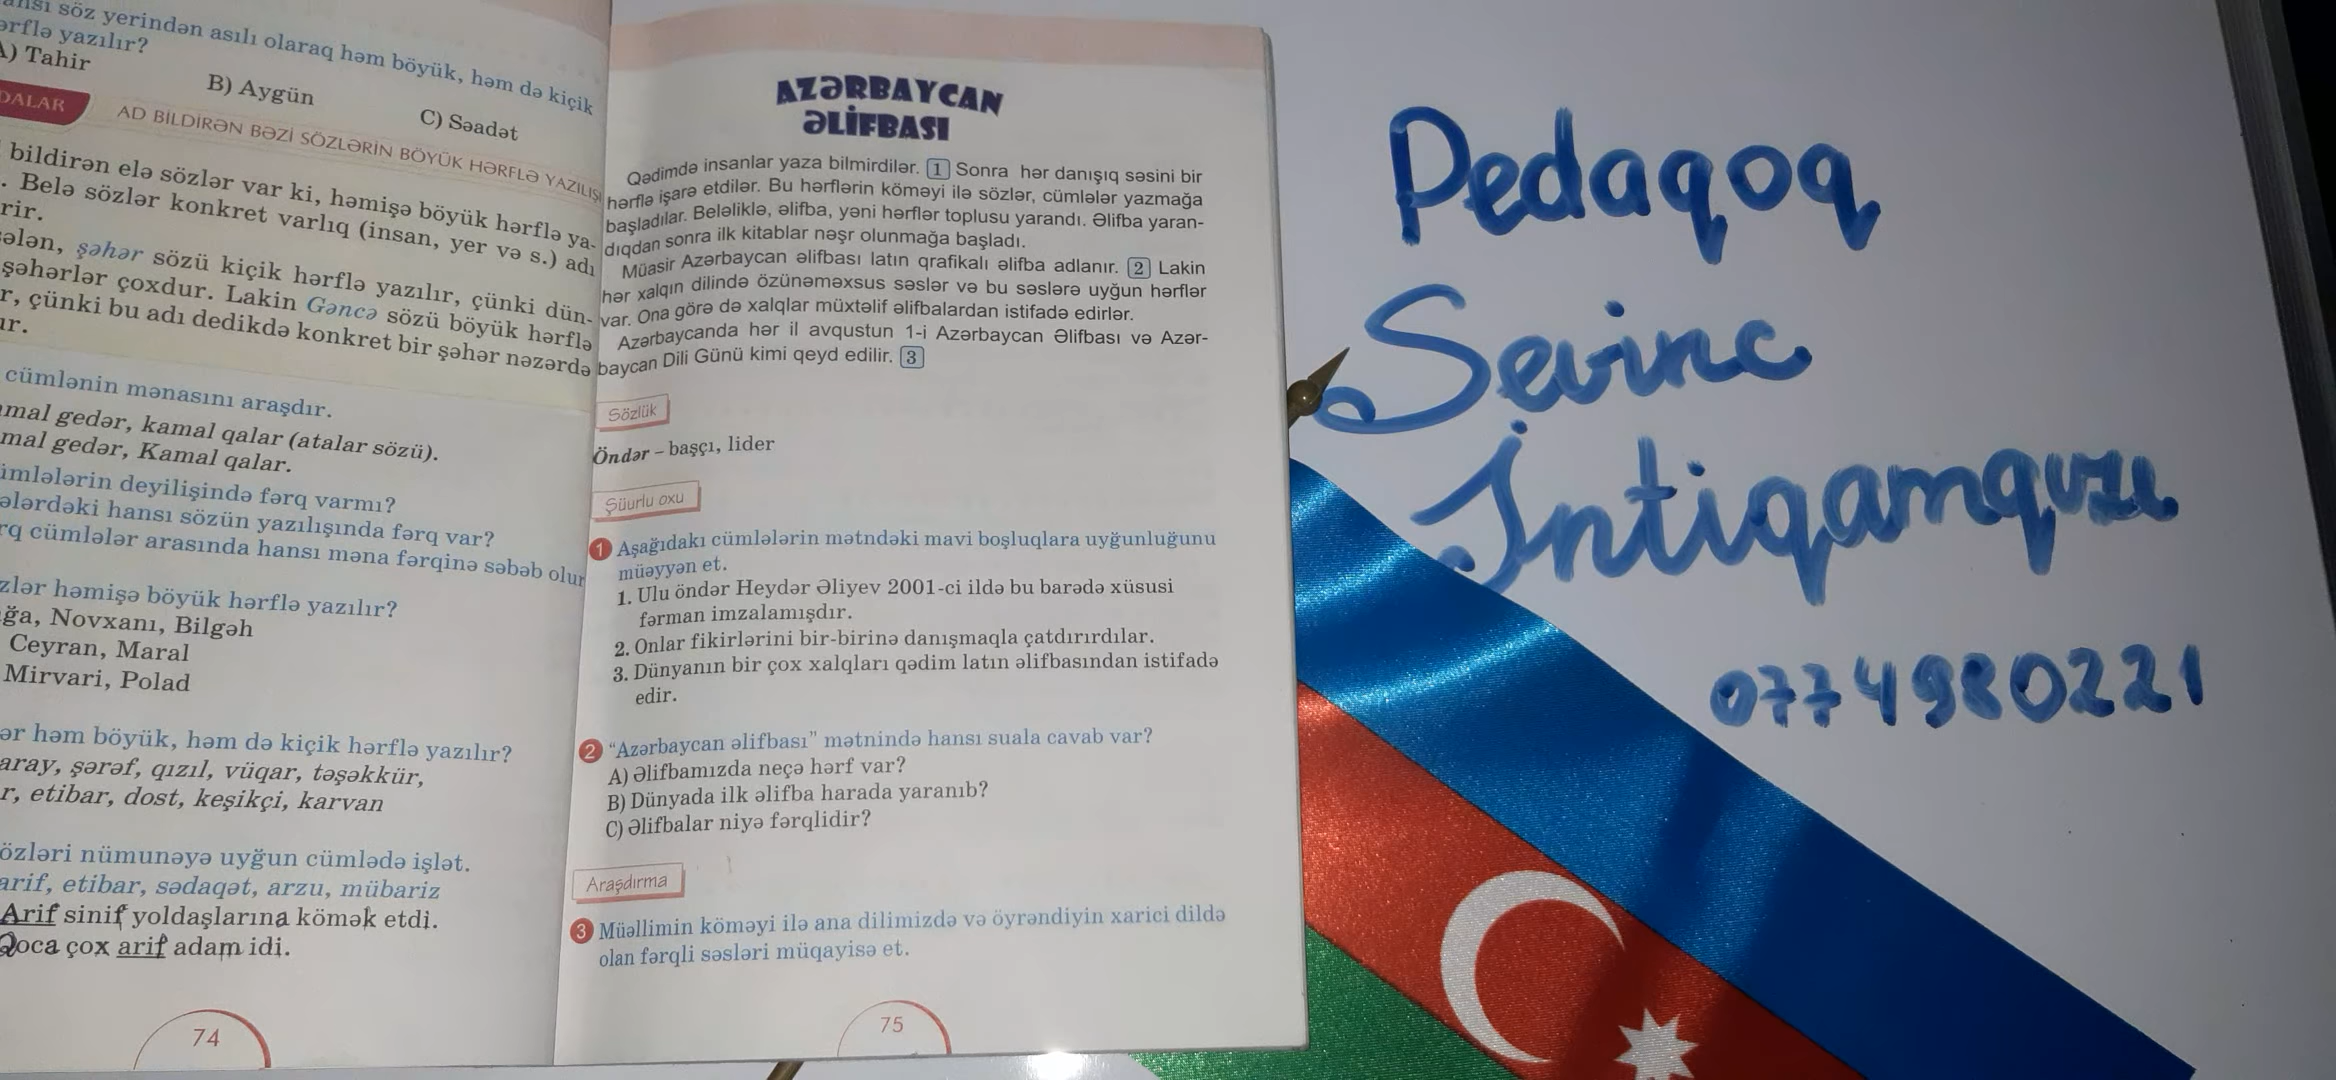 söz yerindən asılı olaraq həm böyük, həm də kiçik
ərflə yazılır?
A) Tahir
B) Aygün
C) Səadət
DALAR
AD BİLDİRƏN BƏZİ SÖZLƏRİN BÖYÜK HƏRFLƏ YAZILIŞI
bildirən elə sözlər var ki, həmişə böyük hərflə ya-
. Belə sözlər konkret varlıq (insan, yer və s.) adı
rir.
əlan, şəhər sözü kiçik hərflə yazılır, çünki dün-
şəhərlər çoxdur. Lakin Gəncə sözü böyük hərflə
r, çünki bu adı dedikdə konkret bir şəhər nəzərdə
ur.
cümlənin mənasını araşdır.
mal gedər, kamal qalar (atalar sözü).
mal gedər, Kamal qalar.
ümlələrin deyilişində fərq varmı?
ələrdəki hansı sözün yazılışında fərq var?
rq cümlələr arasında hansı məna fərqinə səbəb olur
zlər həmişə böyük hərflə yazılır?
ğa, Novxanı, Bilgəh
Ceyran, Maral
Mirvari, Polad
ər həm böyük, həm də kiçik hərflə yazılır?
aray, şərəf, qızıl, vüqar, təşəkkür,
r, etibar, dost, keşikçi, karvan
özləri nümunəyə uyğun cümlədə işlət.
arif, etibar, sədaqət, arzu, mübariz
Arif sinif yoldaşlarına kömək etdi.
Qoca çox arif adam idi.
74
AZƏRBAYCAN
ƏLİFBASI
Qədimdə insanlar yaza bilmirdilər. 1 Sonra hər danışıq səsini bir
hərflə işarə etdilər. Bu hərflərin köməyi ilə sözlər, cümlələr yazmağa
başladılar. Beləliklə, əlifba, yəni hərflər toplusu yarandı. Əlifba yaran-
dıqdan sonra ilk kitablar nəşr olunmağa başladı.
Müasir Azərbaycan əlifbası latın qrafikalı əlifba adlanır. 2 Lakin
hər xalqın dilində özünəməxsus səslər və bu səslərə uyğun hərflər
var. Ona görə də xalqlar müxtəlif əlifbalardan istifadə edirlər.
Azərbaycanda hər il avqustun 1-i Azərbaycan Əlifbası və Azər-
baycan Dili Günü kimi qeyd edilir. 3
Sözlük
Öndər – başçı, lider
Şüurlu oxu
1 Aşağıdakı cümlələrin mətndəki mavi boşluqlara uyğunluğunu
müəyyən et.
1. Ulu öndər Heydər Əliyev 2001-ci ildə bu barədə xüsusi
fərman imzalamışdır.
2. Onlar fikirlərini bir-birinə danışmaqla çatdırırdılar.
3. Dünyanın bir çox xalqları qədim latın əlifbasından istifadə
edir.
2 “Azərbaycan əlifbası” mətnində hansı suala cavab var?
A) Əlifbamızda neçə hərf var?
B) Dünyada ilk əlifba harada yaranıb?
C) Əlifbalar niyə fərqlidir?
Araşdırma
3 Müəllimin köməyi ilə ana dilimizdə və öyrəndiyin xarici dildə
olan fərqli səsləri müqayisə et.
75
Pedaqoq
Sevinc
İntiqamqızı
0774980221